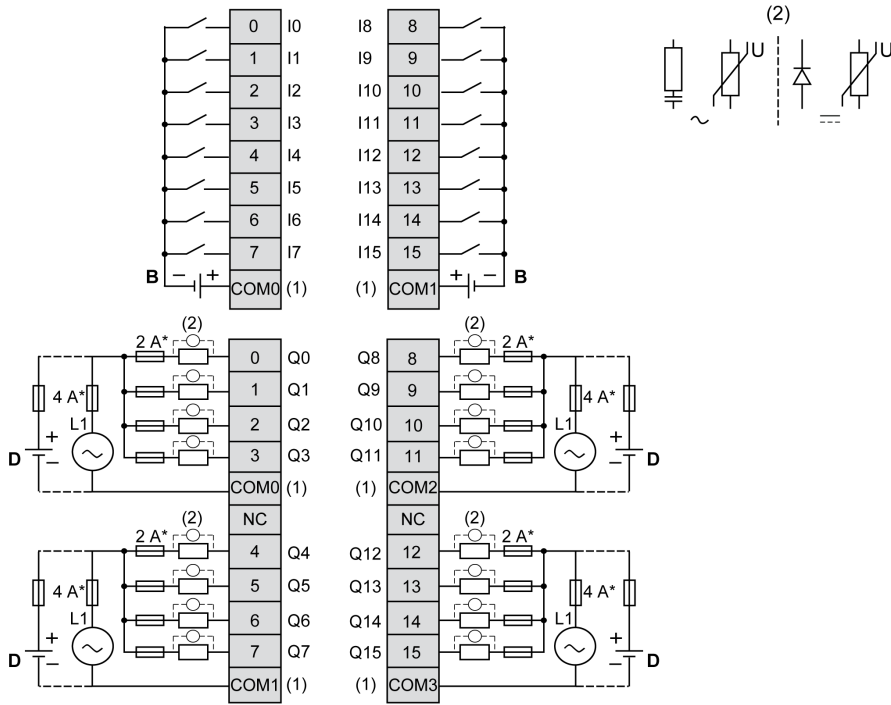 (2)
0 I0 I8 8
1 I1 I9 9
2 I2 I10 10
3 I3 I11 11
4 I4 I12 12
5 I5 I13 13
6 I6 I14 14
7 I7 I15 15
B − + COM0 (1) (1) COM1 + − B
U U
(2) (2)
2 A* 0 Q0 Q8 8 2 A*
4 A* 1 Q1 Q9 9 4 A*
L1 2 Q2 Q10 10 L1
D + − 3 Q3 Q11 11 + − D
COM0 (1) (1) COM2
NC NC
(2) (2)
2 A* 4 Q4 Q12 12 2 A*
4 A* 5 Q5 Q13 13 4 A*
L1 6 Q6 Q14 14 L1
D + − 7 Q7 Q15 15 + − D
COM1 (1) (1) COM3